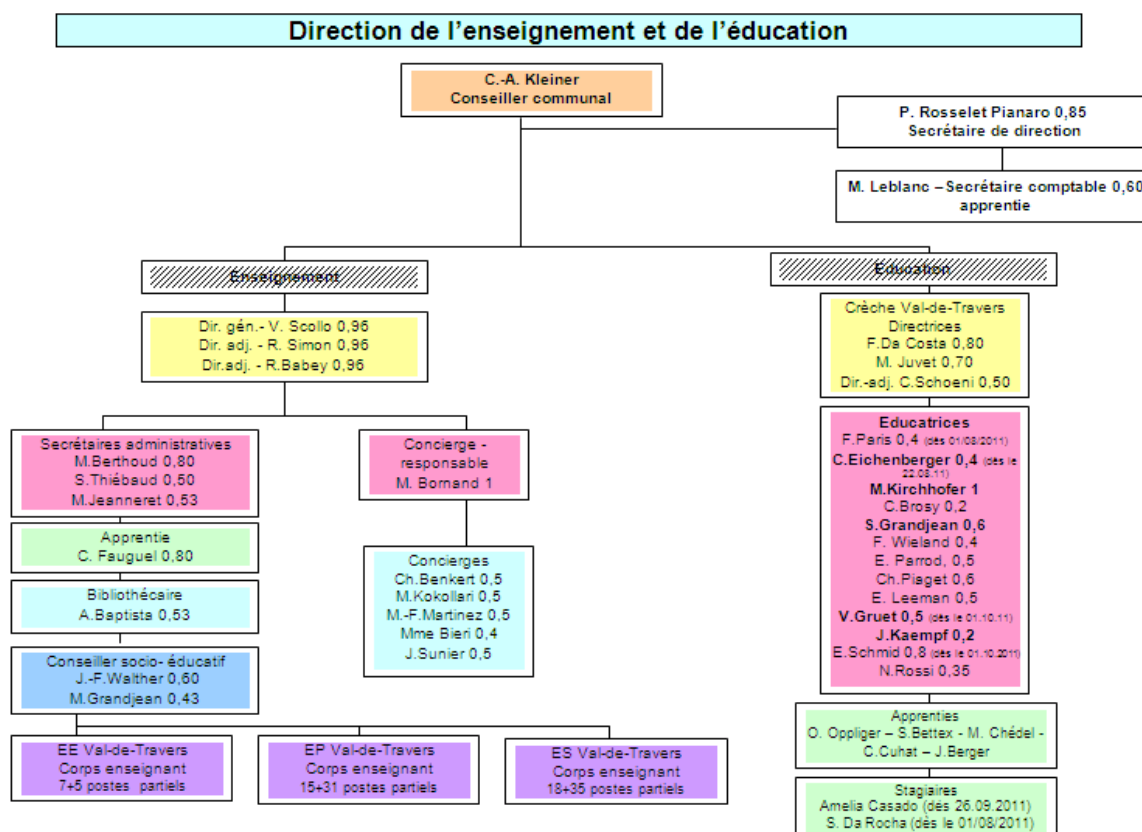 Direction de l'enseignement et de l'éducation
C.-A. Kleiner
Conseiller communal
P. Rosselet Pianaro 0,85
Secrétaire de direction
M. Leblanc – Secrétaire comptable 0,60
apprentie
Enseignement
Education
Dir. gén.- V. Scollo 0,96
Dir. adj. - R. Simon 0,96
Dir.adj. - R.Babey 0,96
Crèche Val-de-Travers
Directrices
F.Da Costa 0,80
M. Juvet 0,70
Dir.-adj. C.Schoeni 0,50
Secrétaires administratives
M.Berthoud 0,80
S.Thiébaud 0,50
M.Jeanneret 0,53
Concierge -
responsable
M. Bornand 1
Educatrices
F.Paris 0,4 (dès 01/08/2011)
C.Eichenberger 0,4 (dès le
22.08.11)
M.Kirchhofer 1
C.Brosy 0,2
S.Grandjean 0,6
F. Wieland 0,4
E. Parrod, 0,5
Ch.Piaget 0,6
E. Leeman 0,5
V.Gruet 0,5 (dès le 01.10.11)
J.Kaempf 0,2
E.Schmid 0,8 (dès le 01.10.2011)
N.Rossi 0,35
Apprentie
C. Fauguel 0,80
Bibliothécaire
A.Baptista 0,53
Concierges
Ch.Benkert 0,5
M.Kokollari 0,5
M.-F.Martinez 0,5
Mme Bieri 0,4
J.Sunier 0,5
Conseiller socio- éducatif
J.-F.Walther 0,60
M.Grandjean 0,43
EE Val-de-Travers
Corps enseignant
7+5 postes partiels
EP Val-de-Travers
Corps enseignant
15+31 postes partiels
ES Val-de-Travers
Corps enseignant
18+35 postes partiels
Apprenties
O. Oppliger – S.Bettex - M. Chédel -
C.Cuhat – J.Berger
Stagiaires
Amelia Casado (dès 26.09.2011)
S. Da Rocha (dès le 01/08/2011)